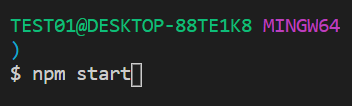 TEST01@DESKTOP-88TE1K8 MINGW64
)
$ npm start